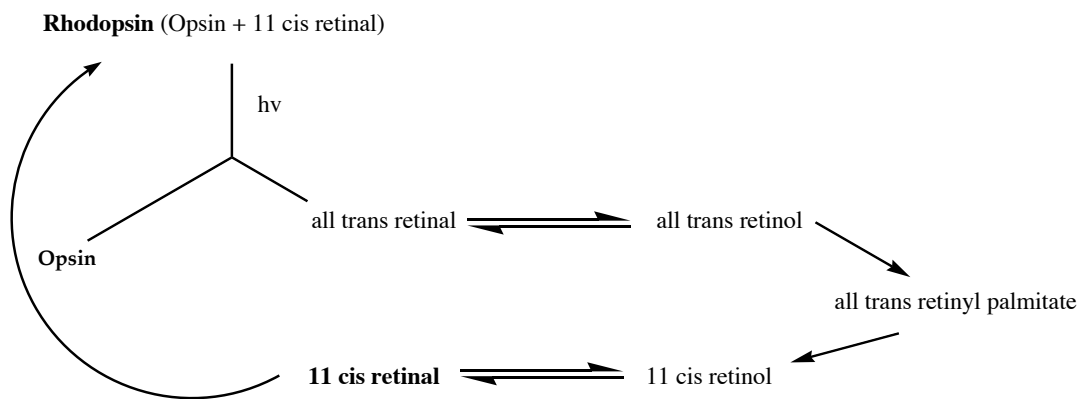 Rhodopsin (Opsin + 11 cis retinal)
hv
all trans retinal
all trans retinol
Opsin
all trans retinyl palmitate
11 cis retinal
11 cis retinol